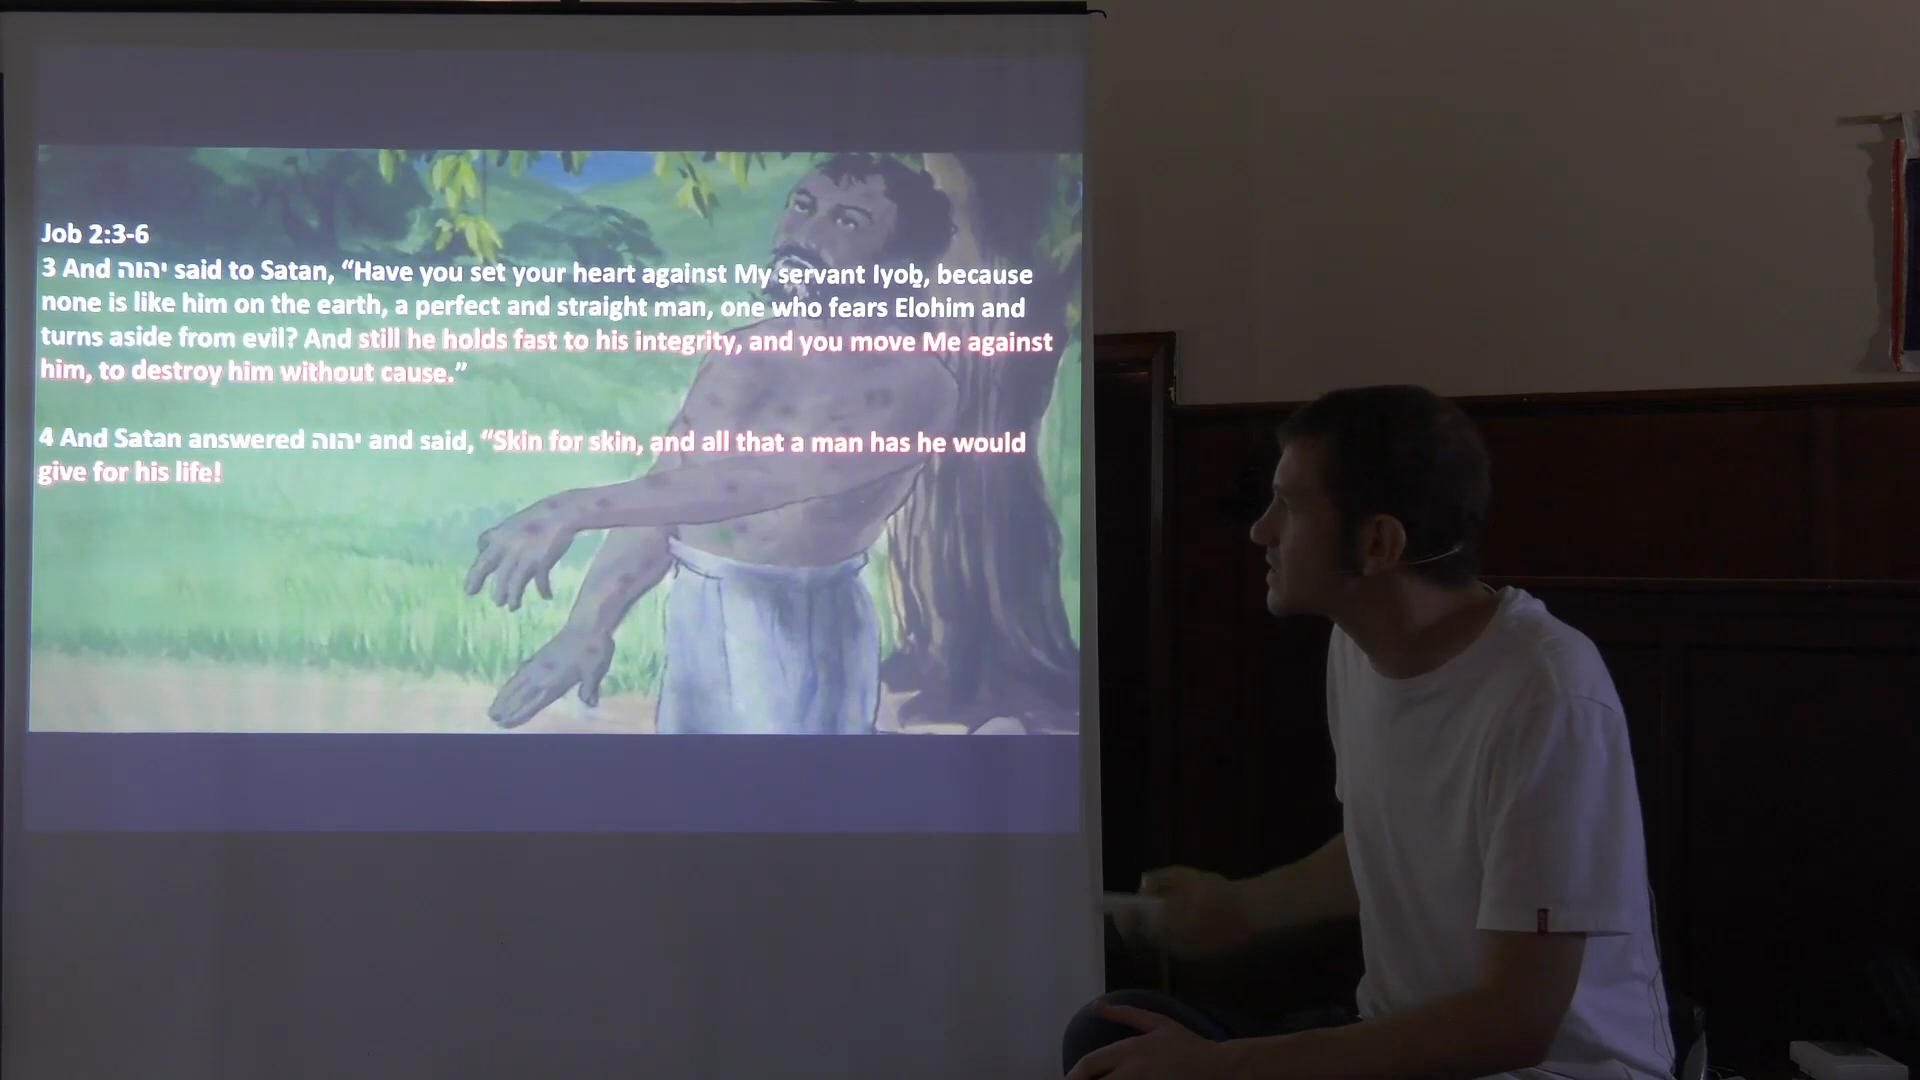 Job 2:3-6
3 And יהוה said to Satan, “Have you set your heart against My servant Iyoḇ, because
none is like him on the earth, a perfect and straight man, one who fears Elohim and
turns aside from evil? And still he holds fast to his integrity, and you move Me against
him, to destroy him without cause.”
4 And Satan answered יהוה and said, “Skin for skin, and all that a man has he would
give for his life!